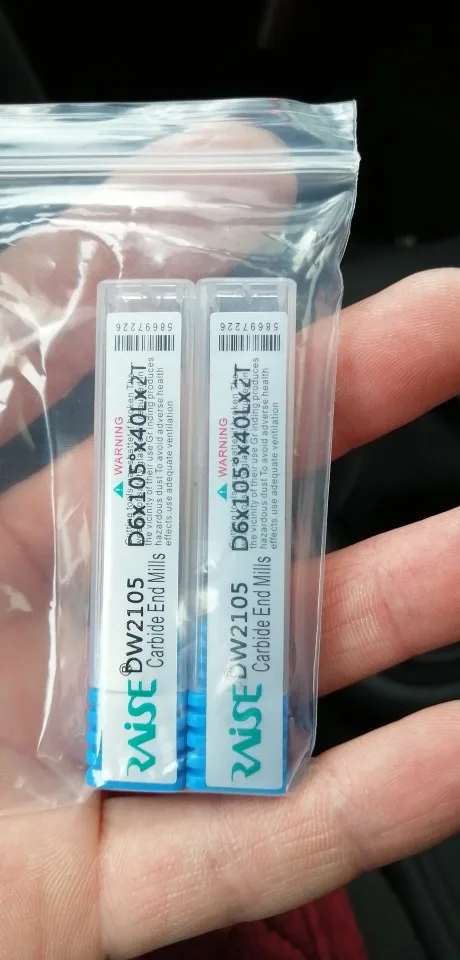 RAISE®
DW2105 D6x105°x40Lx2T
Carbide End Mills
WARNING
the vicinity of their use Grinding produces
hazardous dust To avoid adverse health
effects use adequate ventilation
58697226
RAISE
DW2105 D6x105°x40Lx2T
Carbide End Mills
WARNING
the vicinity of their use Grinding produces
hazardous dust To avoid adverse health
effects use adequate ventilation
58697226